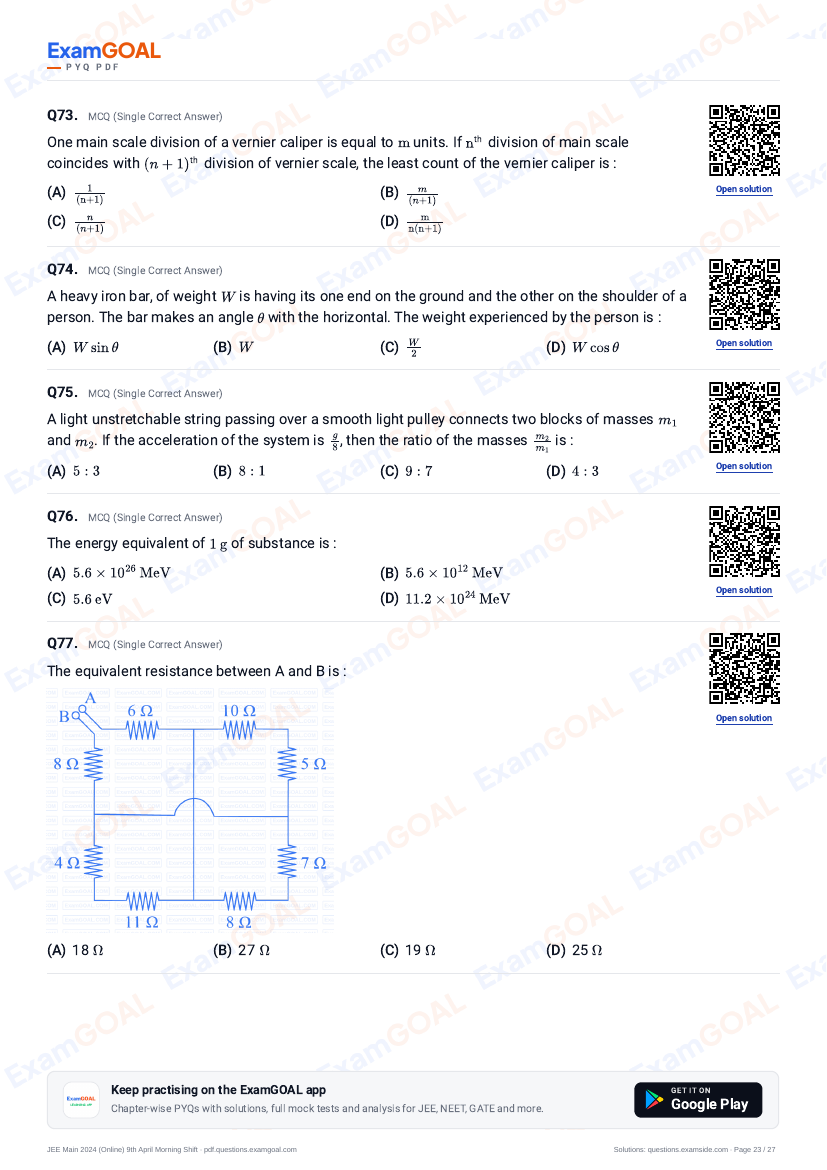 ExamGOAL
PYQ PDF
Q73. MCQ (Single Correct Answer)
One main scale division of a vernier caliper is equal to m units. If nᵗʰ division of main scale
coincides with (n + 1)ᵗʰ division of vernier scale, the least count of the vernier caliper is :
(A) 1/(n+1) (B) m/(n+1)
(C) n/(n+1) (D) m/n(n+1)
Open solution
Q74. MCQ (Single Correct Answer)
A heavy iron bar, of weight W is having its one end on the ground and the other on the shoulder of a
person. The bar makes an angle θ with the horizontal. The weight experienced by the person is :
(A) W sin θ (B) W (C) W/2 (D) W cos θ
Open solution
Q75. MCQ (Single Correct Answer)
A light unstretchable string passing over a smooth light pulley connects two blocks of masses m₁
and m₂. If the acceleration of the system is g/8, then the ratio of the masses m₂/m₁ is :
(A) 5 : 3 (B) 8 : 1 (C) 9 : 7 (D) 4 : 3
Open solution
Q76. MCQ (Single Correct Answer)
The energy equivalent of 1 g of substance is :
(A) 5.6 × 10²⁶ MeV (B) 5.6 × 10¹² MeV
(C) 5.6 eV (D) 11.2 × 10²⁴ MeV
Open solution
Q77. MCQ (Single Correct Answer)
The equivalent resistance between A and B is :
Open solution
A
B 6 Ω 10 Ω
8 Ω 5 Ω
4 Ω 7 Ω
11 Ω 8 Ω
(A) 18 Ω (B) 27 Ω (C) 19 Ω (D) 25 Ω
Keep practising on the ExamGOAL app
Chapter-wise PYQs with solutions, full mock tests and analysis for JEE, NEET, GATE and more.
GET IT ON
Google Play
JEE Main 2024 (Online) 9th April Morning Shift · pdf.questions.examgoal.com Solutions: questions.examside.com · Page 23 / 27